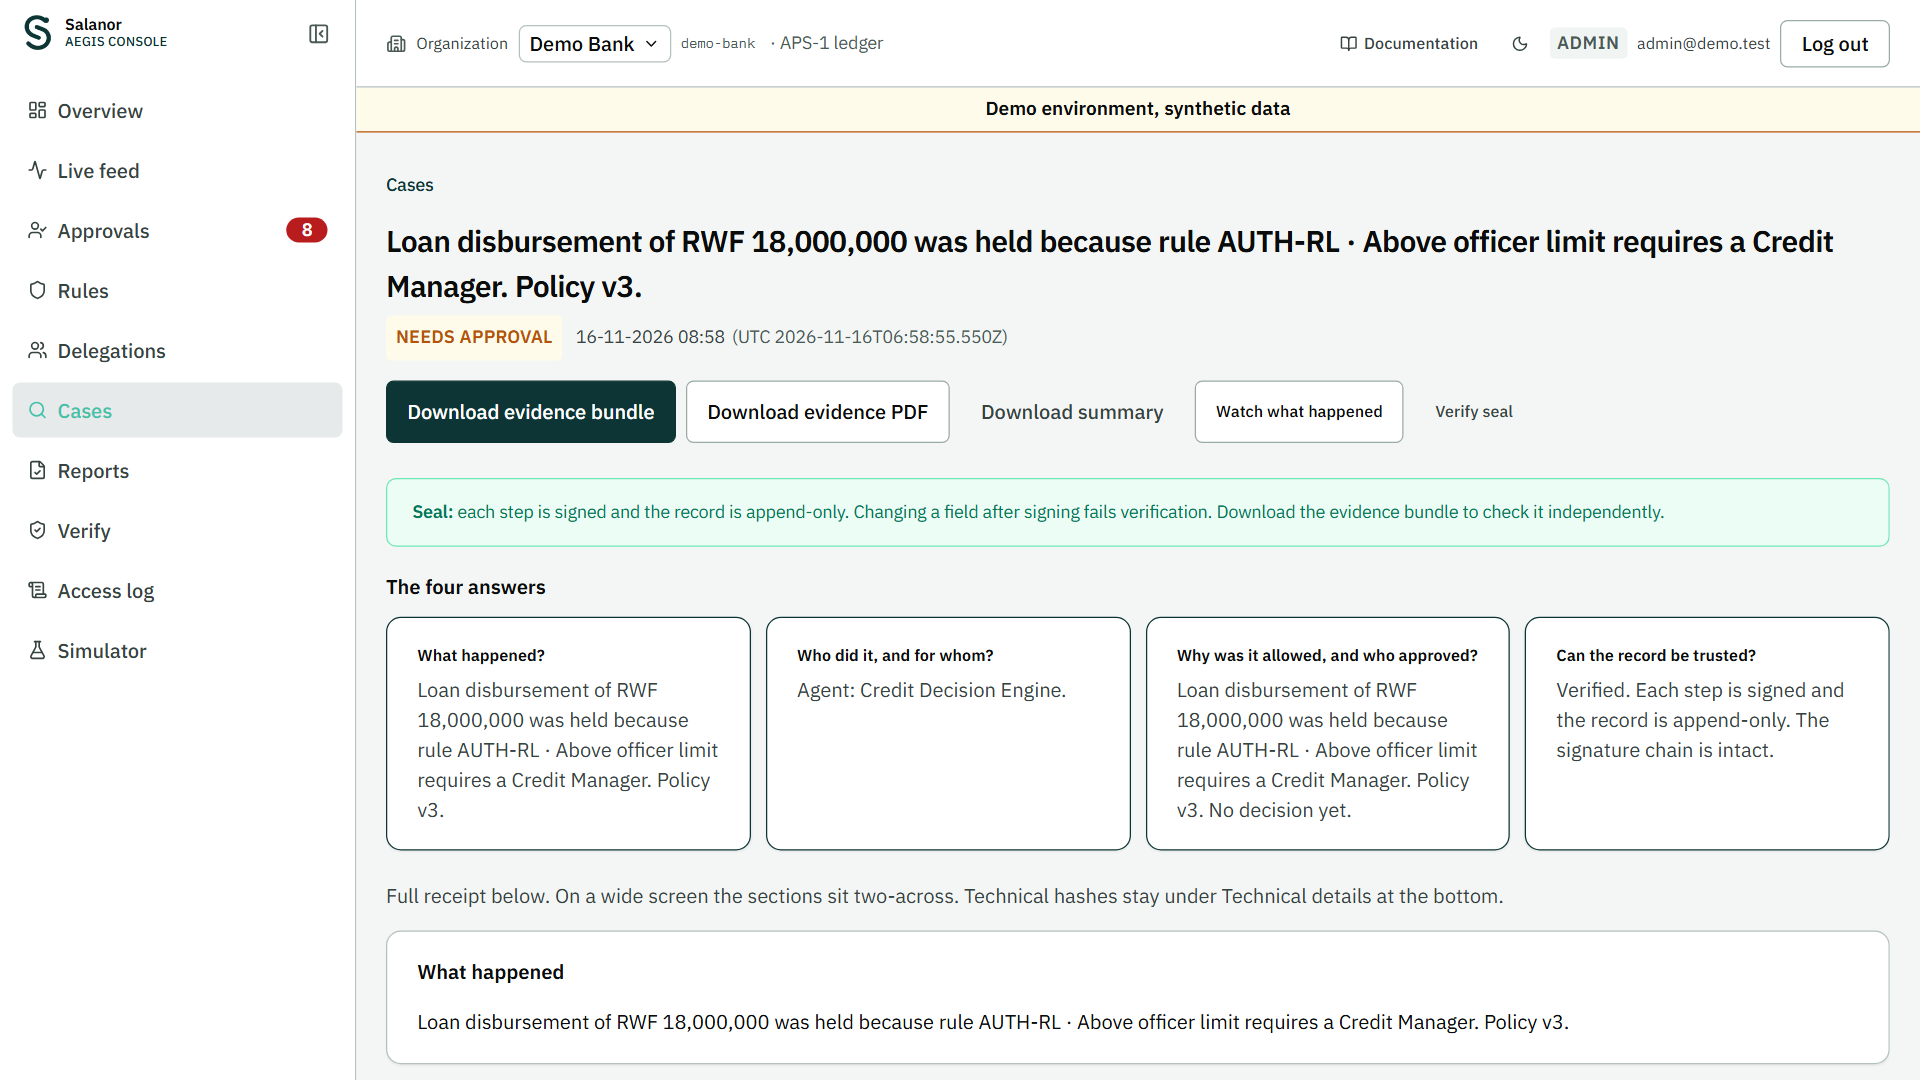 Salanor
AEGIS CONSOLE
Overview
Live feed
Approvals
8
Rules
Delegations
Cases
Reports
Verify
Access log
Simulator
Organization
Demo Bank
demo-bank
· APS-1 ledger
Documentation
ADMIN
admin@demo.test
Log out
Demo environment, synthetic data
Cases
Loan disbursement of RWF 18,000,000 was held because rule AUTH-RL · Above officer limit requires a Credit
Manager. Policy v3.
NEEDS APPROVAL
16-11-2026 08:58 (UTC 2026-11-16T06:58:55.550Z)
Download evidence bundle
Download evidence PDF
Download summary
Watch what happened
Verify seal
Seal: each step is signed and the record is append-only. Changing a field after signing fails verification. Download the evidence bundle to check it independently.
The four answers
What happened?
Loan disbursement of RWF
18,000,000 was held because
rule AUTH-RL · Above officer limit
requires a Credit Manager. Policy
v3.
Who did it, and for whom?
Agent: Credit Decision Engine.
Why was it allowed, and who approved?
Loan disbursement of RWF
18,000,000 was held because
rule AUTH-RL · Above officer limit
requires a Credit Manager. Policy
v3. No decision yet.
Can the record be trusted?
Verified. Each step is signed and
the record is append-only. The
signature chain is intact.
Full receipt below. On a wide screen the sections sit two-across. Technical hashes stay under Technical details at the bottom.
What happened
Loan disbursement of RWF 18,000,000 was held because rule AUTH-RL · Above officer limit requires a Credit Manager. Policy v3.